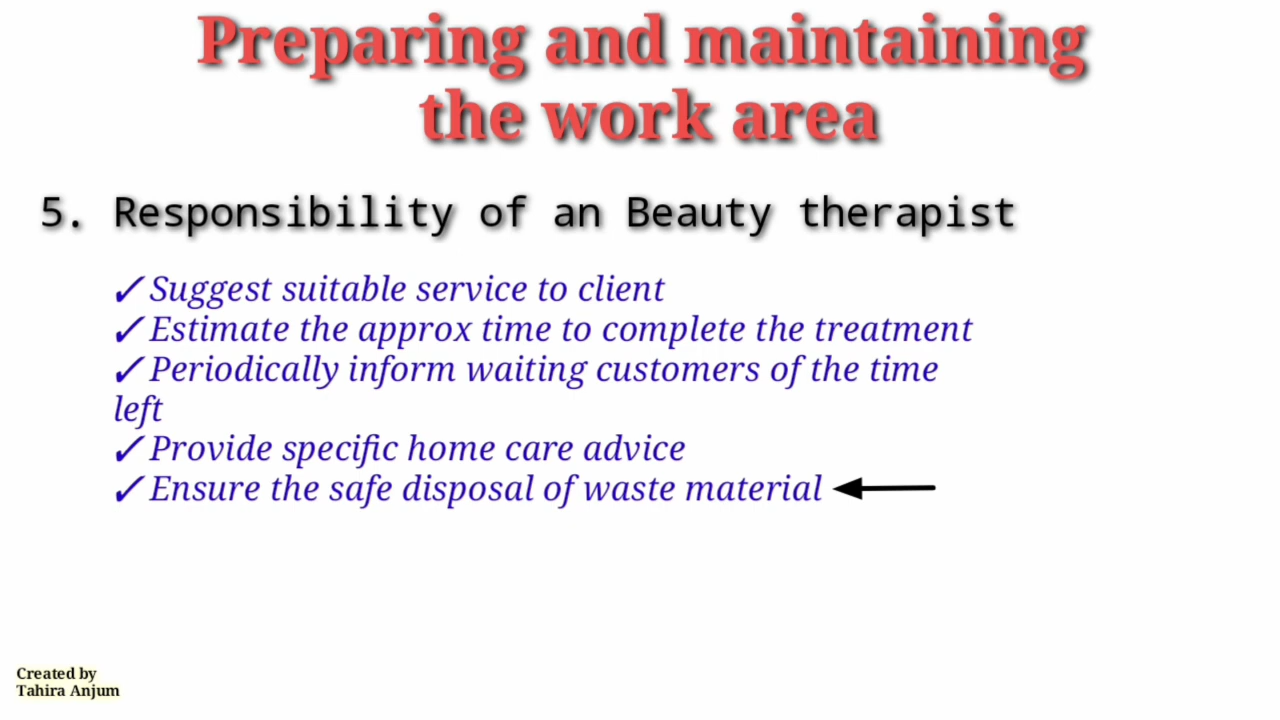 Preparing and maintaining
the work area
5. Responsibility of an Beauty therapist
✓Suggest suitable service to client
✓Estimate the approx time to complete the treatment
✓Periodically inform waiting customers of the time
left
✓Provide specific home care advice
✓Ensure the safe disposal of waste material
Created by
Tahira Anjum